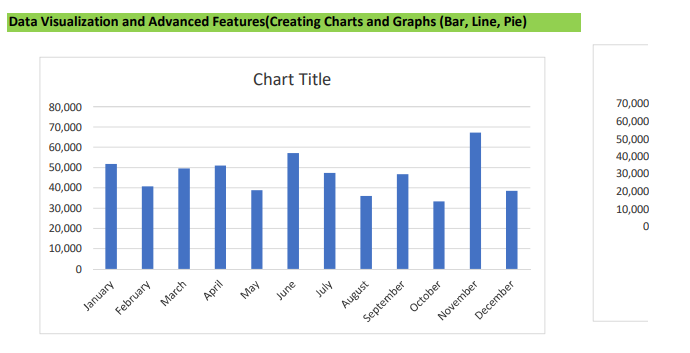 Data Visualization and Advanced Features(Creating Charts and Graphs (Bar, Line, Pie)
Chart Title
80,000
70,000
60,000
50,000
40,000
30,000
20,000
10,000
0
January
February
March
April
May
June
July
August
September
October
November
December
70,000
60,000
50,000
40,000
30,000
20,000
10,000
0